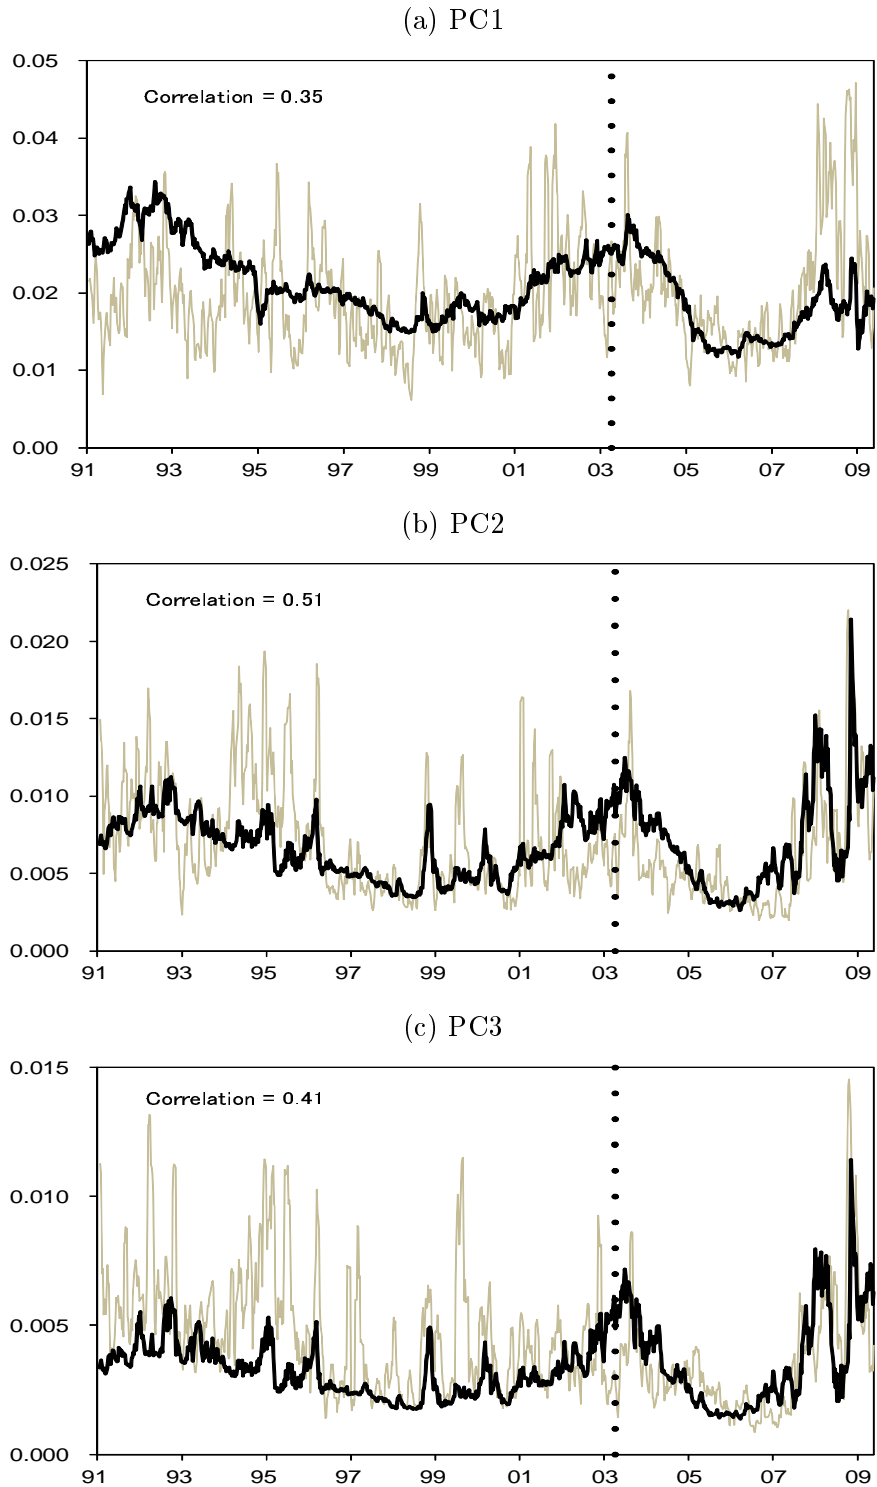 (a) PC1
0.05
Correlation = 0.35
0.04
0.03
0.02
0.01
0.00
91 93 95 97 99 01 03 05 07 09
(b) PC2
0.025
Correlation = 0.51
0.020
0.015
0.010
0.005
0.000
91 93 95 97 99 01 03 05 07 09
(c) PC3
0.015
Correlation = 0.41
0.010
0.005
0.000
91 93 95 97 99 01 03 05 07 09